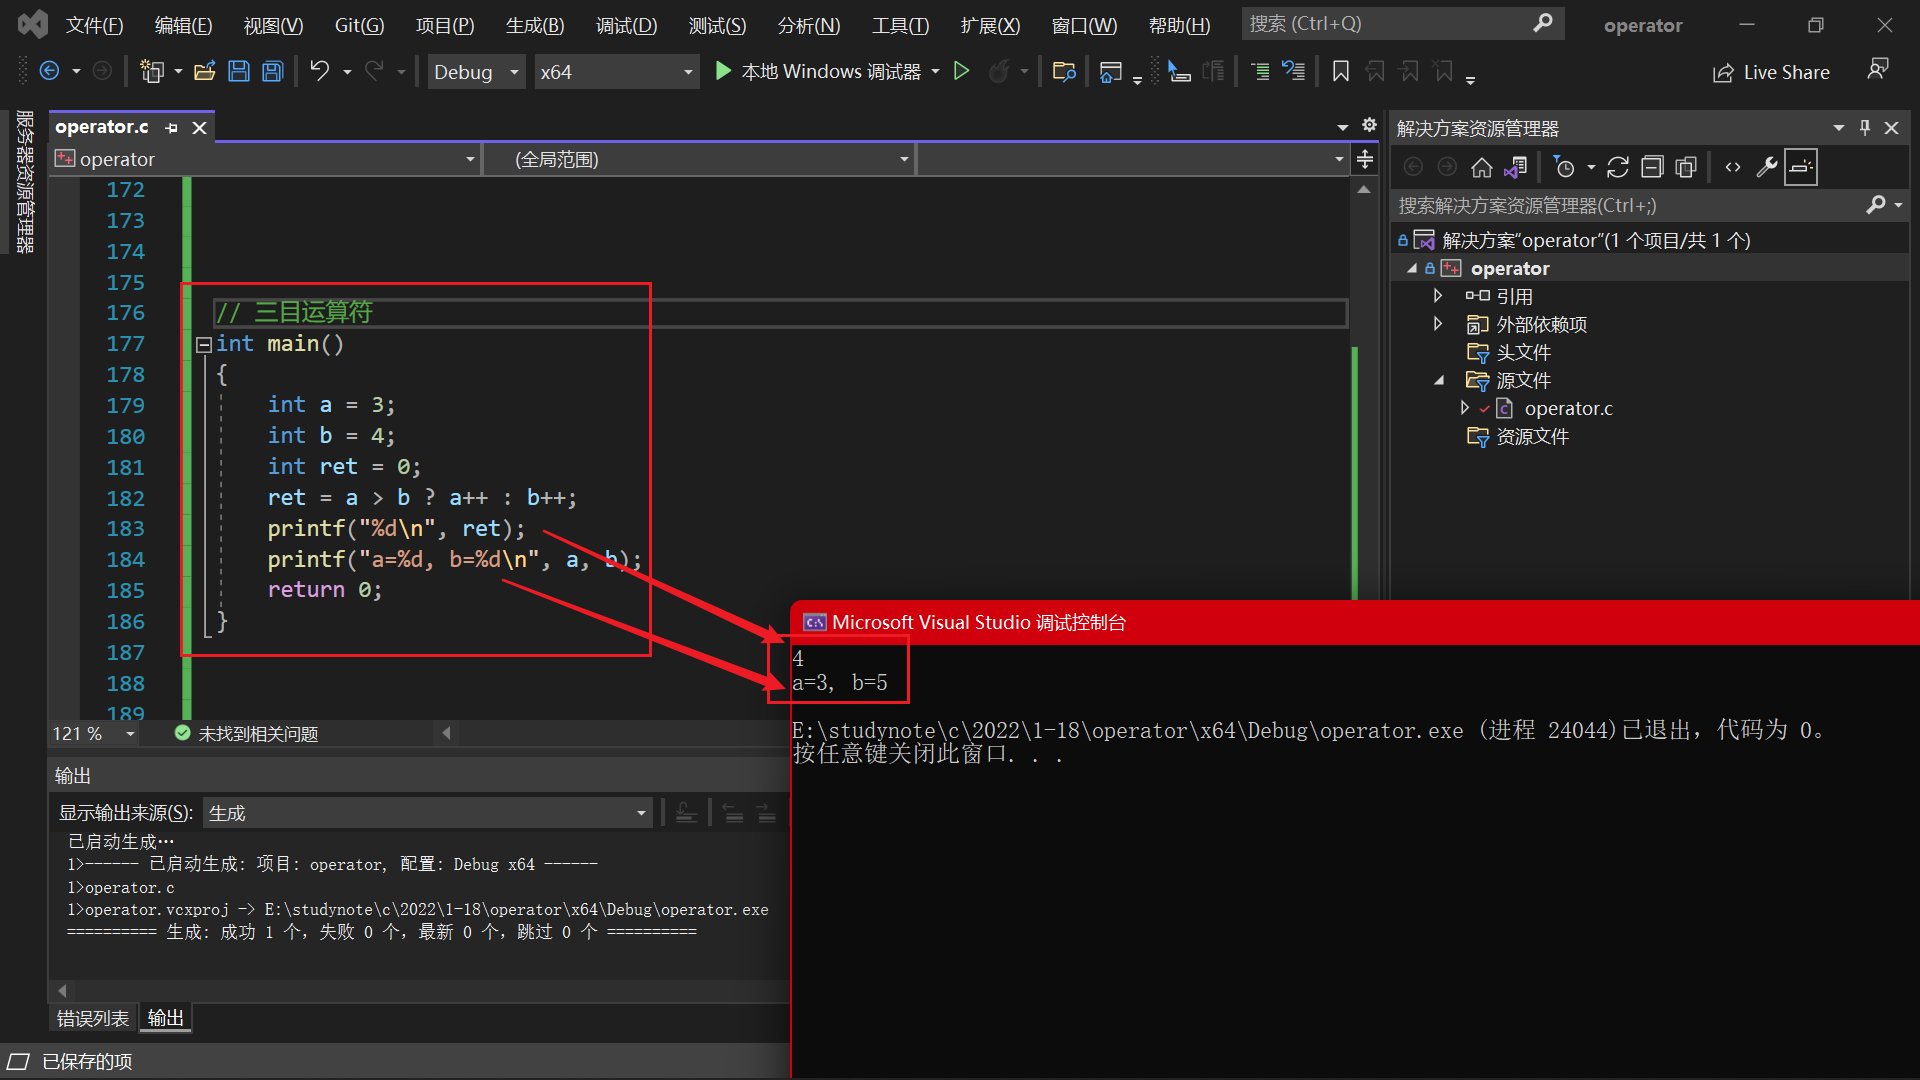 文件(F) 编辑(E) 视图(V) Git(G) 项目(P) 生成(B) 调试(D) 测试(S) 分析(N) 工具(T) 扩展(X) 窗口(W) 帮助(H) 搜索 (Ctrl+Q) operator
Debug x64 本地 Windows 调试器 Live Share
服务器资源管理器
operator.c
operator (全局范围)
172
173
174
175
176 // 三目运算符
177 int main()
178 {
179 int a = 3;
180 int b = 4;
181 int ret = 0;
182 ret = a > b ? a++ : b++;
183 printf("%d\n", ret);
184 printf("a=%d, b=%d\n", a, b);
185 return 0;
186 }
187
188
189
121 % 未找到相关问题
解决方案资源管理器
搜索解决方案资源管理器(Ctrl+;)
解决方案“operator”(1 个项目/共 1 个)
operator
引用
外部依赖项
头文件
源文件
operator.c
资源文件
Microsoft Visual Studio 调试控制台
4
a=3, b=5
E:\studynote\c\2022\1-18\operator\x64\Debug\operator.exe (进程 24044)已退出，代码为 0。
按任意键关闭此窗口. . .
输出
显示输出来源(S): 生成
已启动生成…
1>------ 已启动生成: 项目: operator, 配置: Debug x64 ------
1>operator.c
1>operator.vcxproj -> E:\studynote\c\2022\1-18\operator\x64\Debug\operator.exe
========== 生成: 成功 1 个，失败 0 个，最新 0 个，跳过 0 个 ==========
错误列表 输出
已保存的项